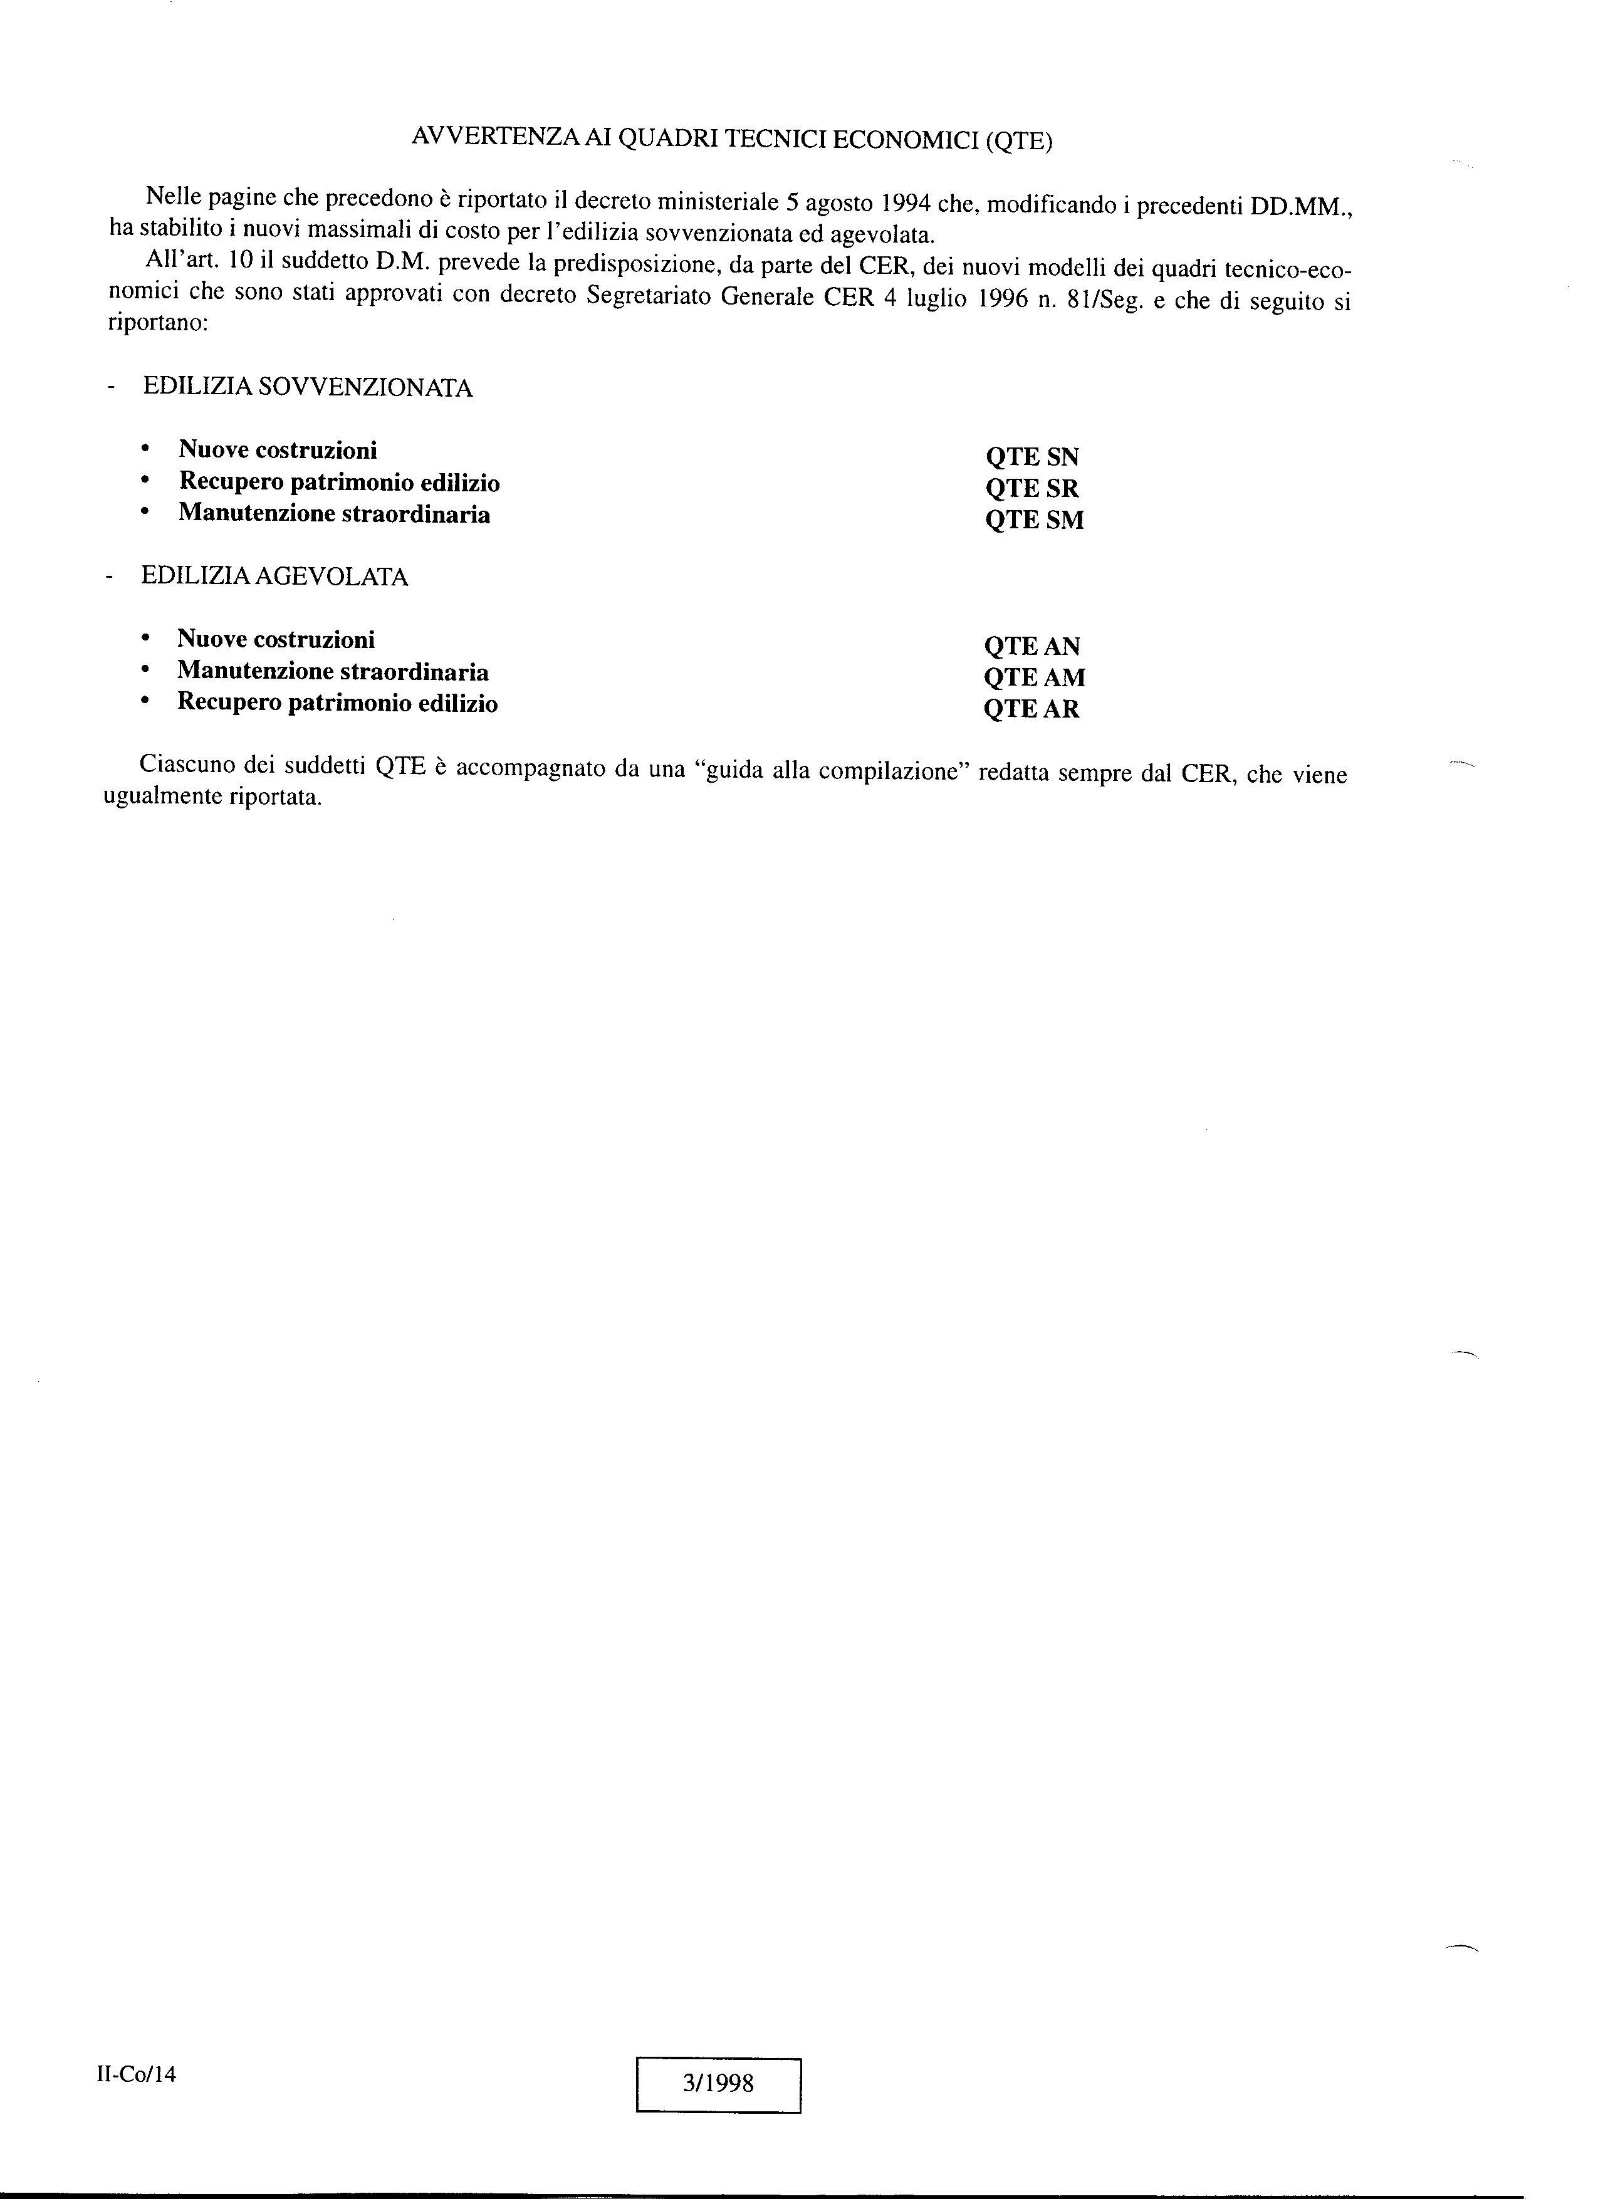 AVVERTENZA AI QUADRI TECNICI ECONOMICI (QTE)
Nelle pagine che precedono è riportato il decreto ministeriale 5 agosto 1994 che, modificando i precedenti DD.MM.,
ha stabilito i nuovi massimali di costo per l'edilizia sovvenzionata ed agevolata.
All'art. 10 il suddetto D.M. prevede la predisposizione, da parte del CER, dei nuovi modelli dei quadri tecnico-eco-
nomici che sono stati approvati con decreto Segretariato Generale CER 4 luglio 1996 n. 81/Seg. e che di seguito si
riportano:
- EDILIZIA SOVVENZIONATA
• Nuove costruzioni QTE SN
• Recupero patrimonio edilizio QTE SR
• Manutenzione straordinaria QTE SM
- EDILIZIA AGEVOLATA
• Nuove costruzioni QTE AN
• Manutenzione straordinaria QTE AM
• Recupero patrimonio edilizio QTE AR
Ciascuno dei suddetti QTE è accompagnato da una “guida alla compilazione” redatta sempre dal CER, che viene
ugualmente riportata.
II-Co/14
3/1998